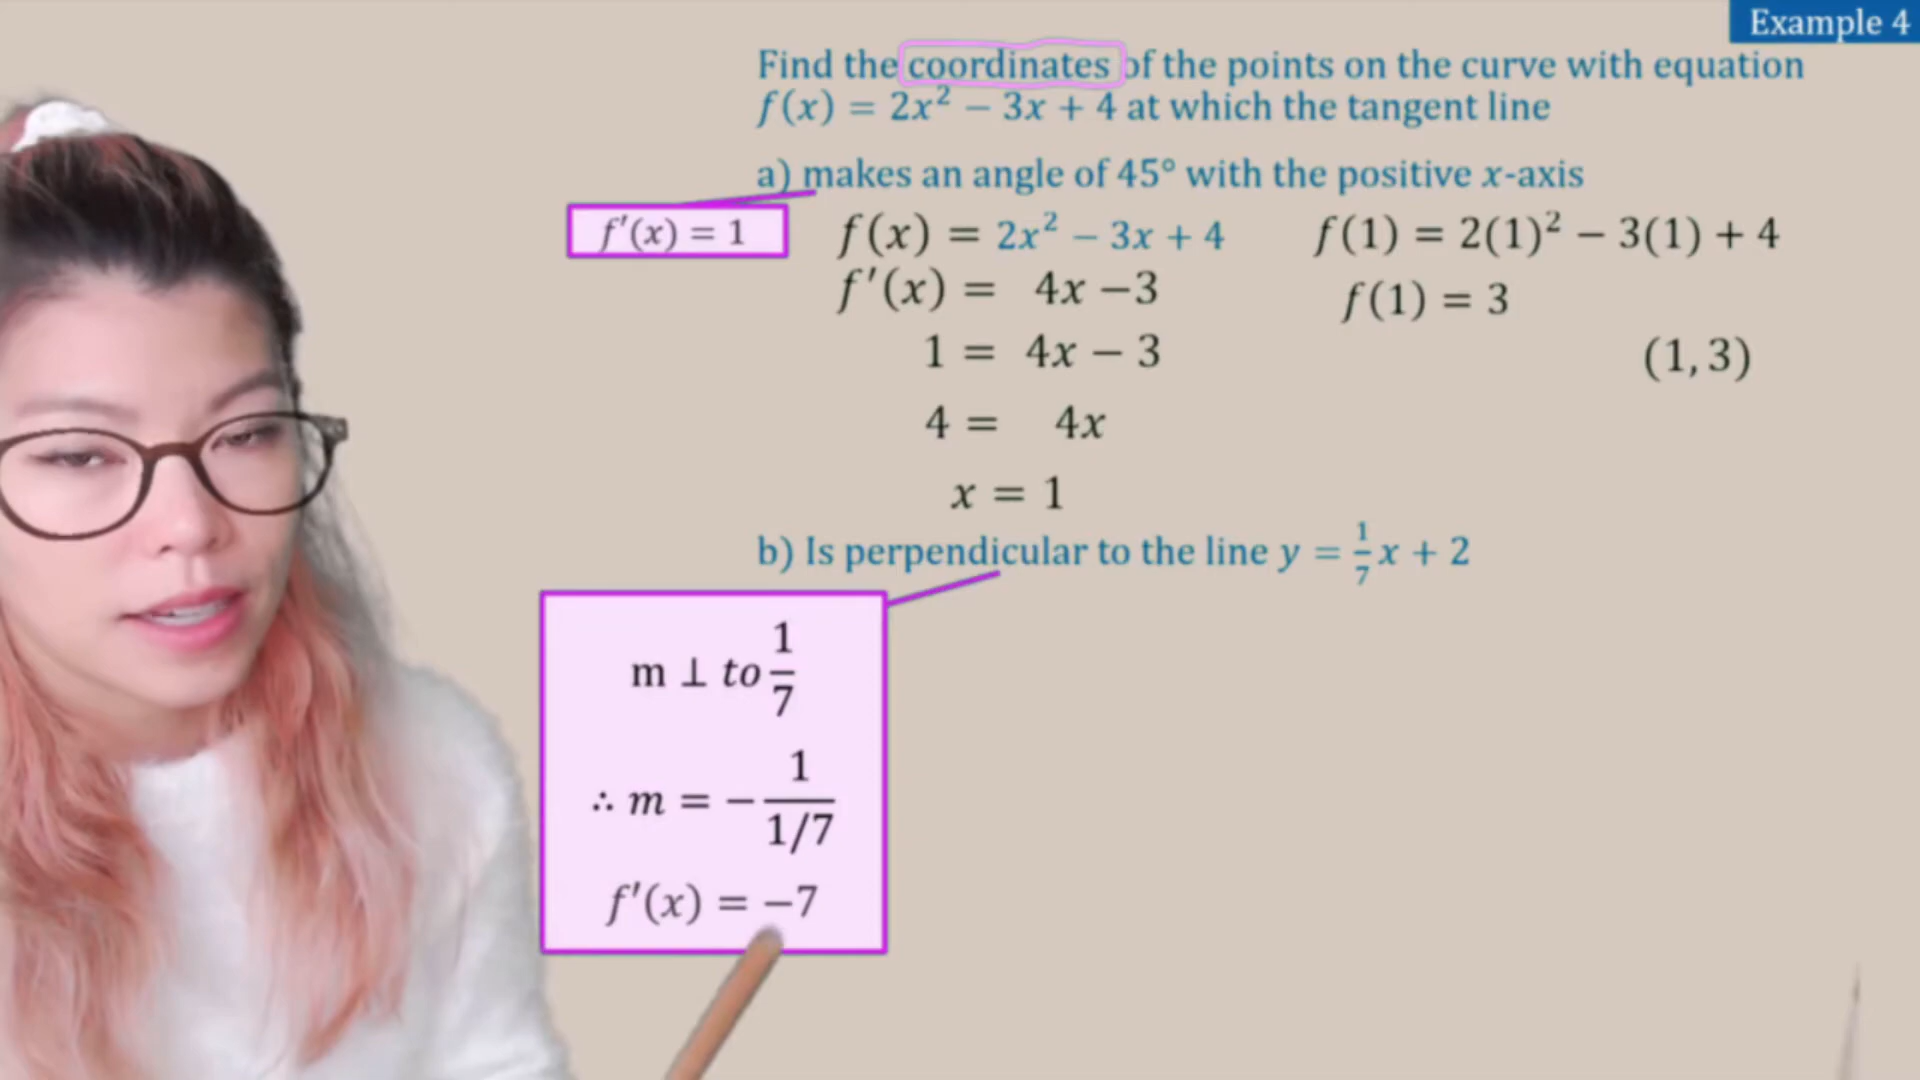 Example 4
Find the coordinates of the points on the curve with equation
f(x) = 2x² − 3x + 4 at which the tangent line
a) makes an angle of 45° with the positive x-axis
f′(x) = 1
f(x) = 2x² − 3x + 4
f′(x) = 4x −3
1 = 4x − 3
4 = 4x
x = 1
f(1) = 2(1)² − 3(1) + 4
f(1) = 3
(1, 3)
b) Is perpendicular to the line y = 1/7 x + 2
m ⊥ to 1/7
∴ m = − 1/(1/7)
f′(x) = −7